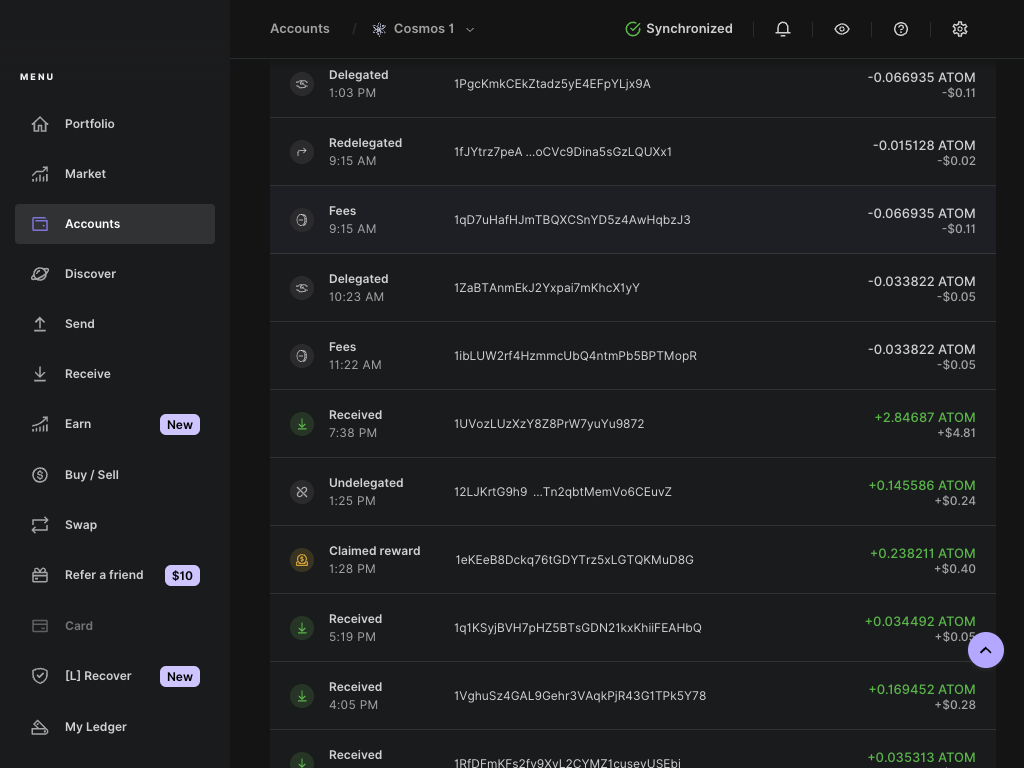 Accounts / Cosmos 1
Synchronized
MENU
Portfolio
Market
Accounts
Discover
Send
Receive
Earn New
Buy / Sell
Swap
Refer a friend $10
Card
[L] Recover New
My Ledger
Delegated
1:03 PM
1PgcKmkCEkZtadz5yE4EFpYLjx9A
-0.066935 ATOM
-$0.11
Redelegated
9:15 AM
1fJYtrz7peA ...oCVc9Dina5sGzLQUXx1
-0.015128 ATOM
-$0.02
Fees
9:15 AM
1qD7uHafHJmTBQXCSnYD5z4AwHqbzJ3
-0.066935 ATOM
-$0.11
Delegated
10:23 AM
1ZaBTAnmEkJ2Yxpai7mKhcX1yY
-0.033822 ATOM
-$0.05
Fees
11:22 AM
1ibLUW2rf4HzmmcUbQ4ntmPb5BPTMopR
-0.033822 ATOM
-$0.05
Received
7:38 PM
1UVozLUzXzY8Z8PrW7yuYu9872
+2.84687 ATOM
+$4.81
Undelegated
1:25 PM
12LJKrtG9h9 ...Tn2qbtMemVo6CEuvZ
+0.145586 ATOM
+$0.24
Claimed reward
1:28 PM
1eKEeB8Dckq76tGDYTrz5xLGTQKMuD8G
+0.238211 ATOM
+$0.40
Received
5:19 PM
1q1KSyjBVH7pHZ5BTsGDN21kxKhiiFEAHbQ
+0.034492 ATOM
+$0.05
Received
4:05 PM
1VghuSz4GAL9Gehr3VAqkPjR43G1TPk5Y78
+0.169452 ATOM
+$0.28
Received
1RfDFmKFs2fy9XvL2CYMZ1cuseyUSEbj
+0.035313 ATOM